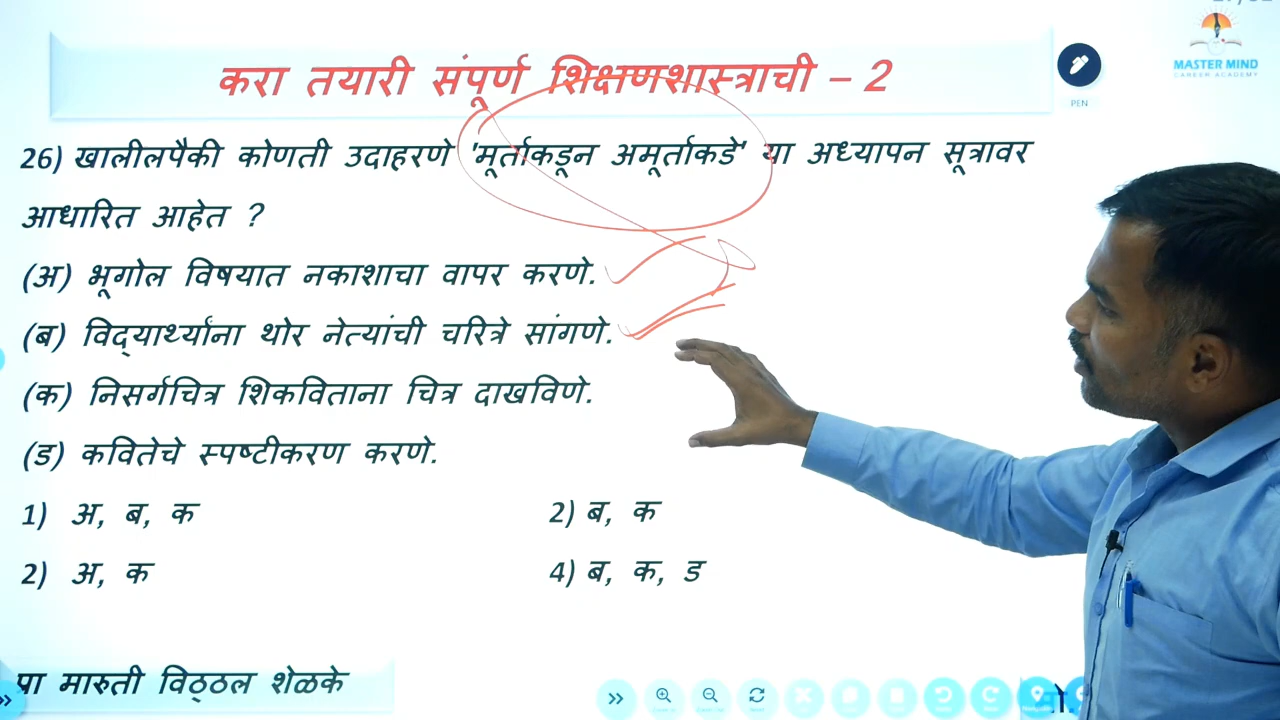 करा तयारी संपूर्ण शिक्षणशास्त्राची – 2
MASTER MIND
CAREER ACADEMY
PEN
26) खालीलपैकी कोणती उदाहरणे 'मूर्ताकडून अमूर्ताकडे' या अध्यापन सूत्रावर
आधारित आहेत ?
(अ) भूगोल विषयात नकाशाचा वापर करणे.
(ब) विद्यार्थ्यांना थोर नेत्यांची चरित्रे सांगणे.
(क) निसर्गचित्र शिकविताना चित्र दाखविणे.
(ड) कवितेचे स्पष्टीकरण करणे.
1) अ, ब, क 2) ब, क
2) अ, क 4) ब, क, ड
प्रा मारुती विठ्ठल शेळके